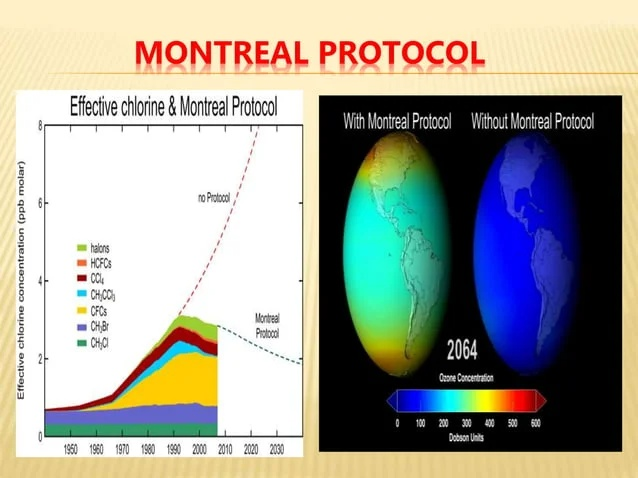 MONTREAL PROTOCOL
Effective chlorine & Montreal Protocol
Effective chlorine concentration (ppb molar)
8
6
4
2
0
no Protocol
halons
HCFCs
CCl₄
CH₃CCl₃
CFCs
CH₃Br
CH₃Cl
Montreal
Protocol
1950 1960 1970 1980 1990 2000 2010 2020 2030
With Montreal Protocol Without Montreal Protocol
2064
Ozone Concentration
0 100 200 300 400 500 600
Dobson Units